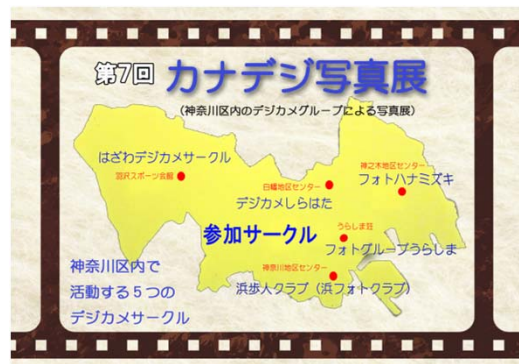 第7回 カナデジ写真展
(神奈川区内のデジカメグループによる写真展)
はざわデジカメサークル
羽沢スポーツ会館
神之木地区センター
フォトハナミズキ
白幡地区センター
デジカメしらはた
参加サークル
うらしま荘
フォトグループうらしま
神奈川地区センター
浜歩人クラブ（浜フォトクラブ）
神奈川区内で
活動する５つの
デジカメサークル